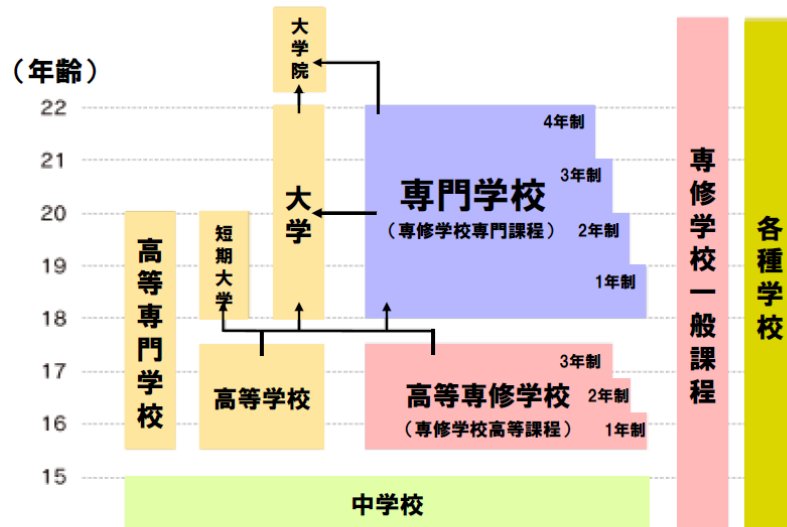 （年齢）
22
21
20
19
18
17
16
15
大学院
大学
短期大学
高等専門学校
専門学校
（専修学校専門課程）
4年制
3年制
2年制
1年制
高等学校
高等専修学校
（専修学校高等課程）
3年制
2年制
1年制
中学校
専修学校一般課程
各種学校